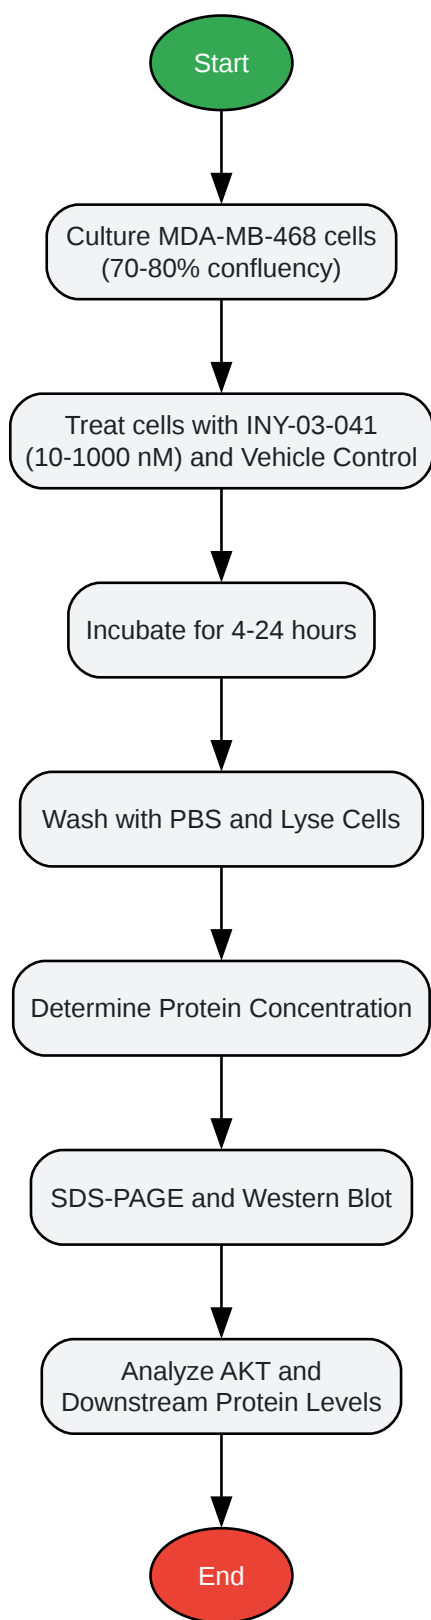 Start
Culture MDA-MB-468 cells
(70-80% confluency)
Treat cells with INY-03-041
(10-1000 nM) and Vehicle Control
Incubate for 4-24 hours
Wash with PBS and Lyse Cells
Determine Protein Concentration
SDS-PAGE and Western Blot
Analyze AKT and
Downstream Protein Levels
End